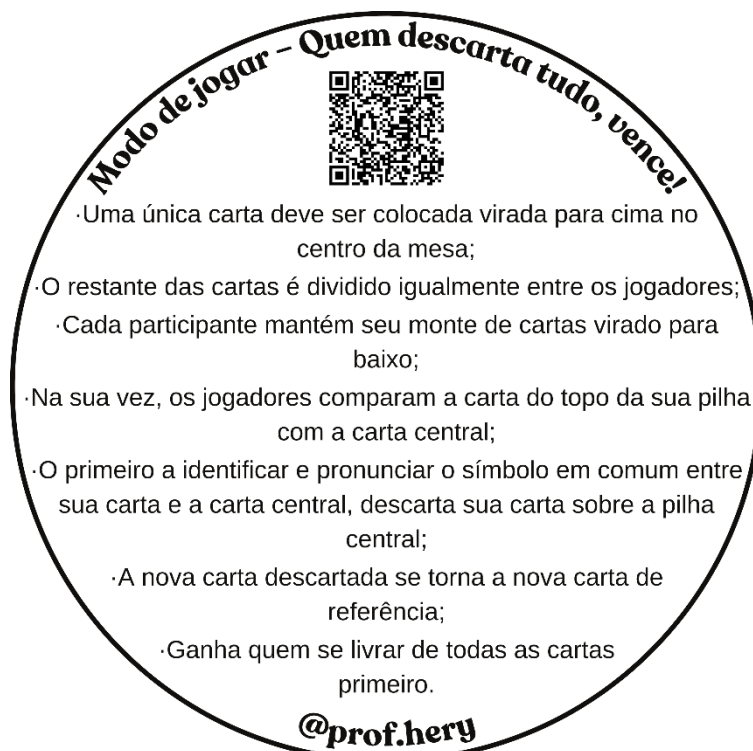 Modo de jogar – Quem descarta tudo, vence!
·Uma única carta deve ser colocada virada para cima no
centro da mesa;
·O restante das cartas é dividido igualmente entre os jogadores;
·Cada participante mantém seu monte de cartas virado para
baixo;
·Na sua vez, os jogadores comparam a carta do topo da sua pilha
com a carta central;
·O primeiro a identificar e pronunciar o símbolo em comum entre
sua carta e a carta central, descarta sua carta sobre a pilha
central;
·A nova carta descartada se torna a nova carta de
referência;
·Ganha quem se livrar de todas as cartas
primeiro.
@prof.hery